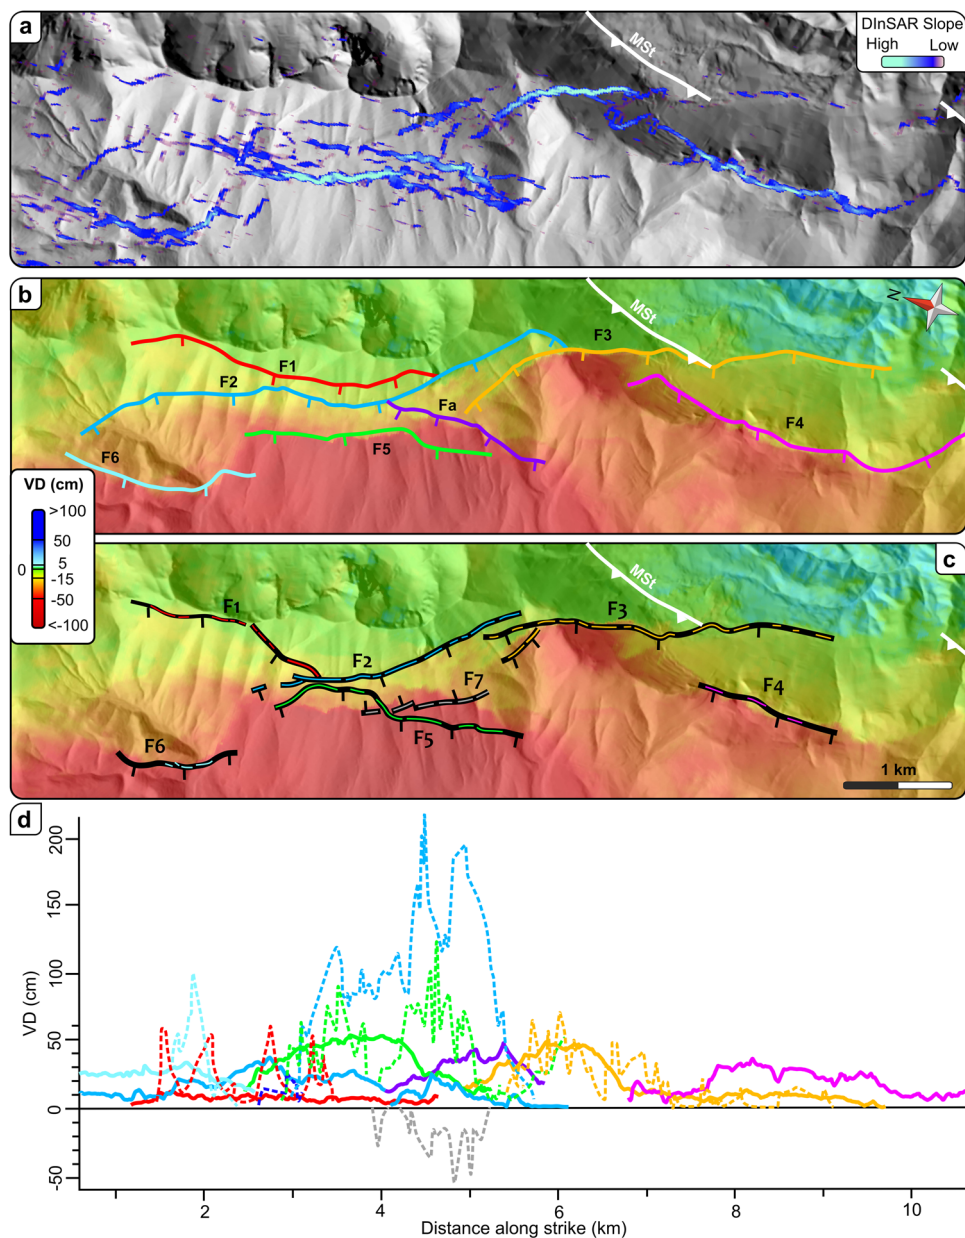 a
MSt
DInSAR Slope
High Low
b
MSt
N
F1
F2
F3
Fa
F4
F5
F6
VD (cm)
>100
50
5
0
-5
-15
-50
<-100
c
MSt
F1
F2
F3
F7
F4
F5
F6
1 km
d
VD (cm)
200
150
100
50
0
-50
2 4 6 8 10
Distance along strike (km)